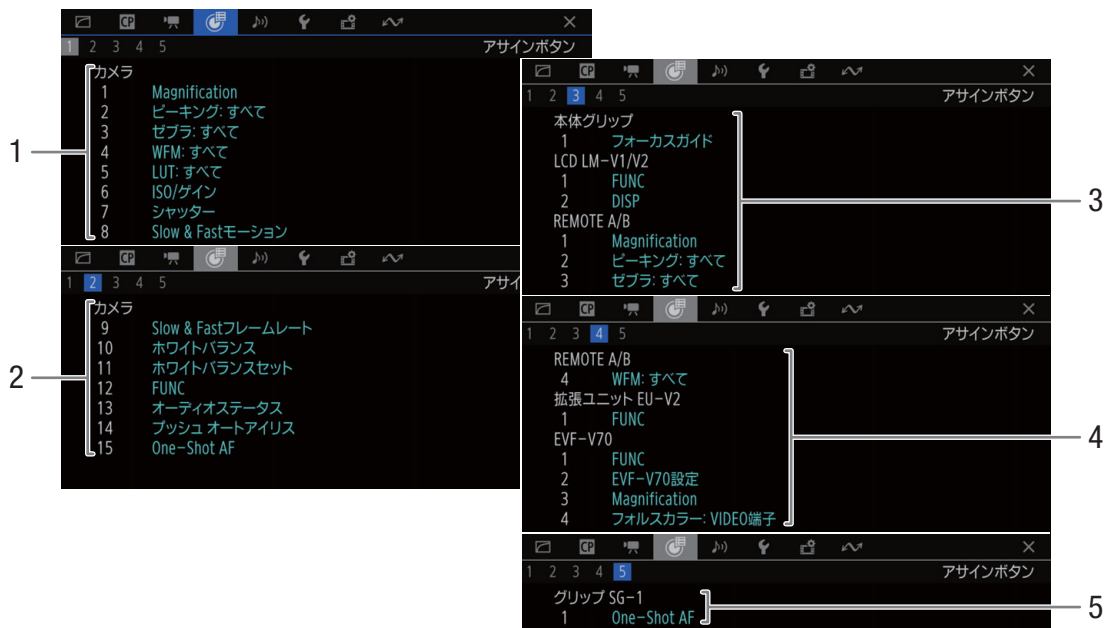 CP
1 2 3 4 5 アサインボタン
カメラ
1 Magnification
2 ピーキング: すべて
3 ゼブラ: すべて
4 WFM: すべて
5 LUT: すべて
6 ISO/ゲイン
7 シャッター
8 Slow & Fastモーション
1
CP
1 2 3 4 5 アサイ
カメラ
9 Slow & Fastフレームレート
10 ホワイトバランス
11 ホワイトバランスセット
12 FUNC
13 オーディオステータス
14 プッシュ オートアイリス
15 One-Shot AF
2
CP
1 2 3 4 5 アサインボタン
本体グリップ
1 フォーカスガイド
LCD LM-V1/V2
1 FUNC
2 DISP
REMOTE A/B
1 Magnification
2 ピーキング: すべて
3 ゼブラ: すべて
3
CP
1 2 3 4 5 アサインボタン
REMOTE A/B
4 WFM: すべて
拡張ユニット EU-V2
1 FUNC
EVF-V70
1 FUNC
2 EVF-V70設定
3 Magnification
4 フォルスカラー: VIDEO端子
4
CP
1 2 3 4 5 アサインボタン
グリップ SG-1
1 One-Shot AF
5